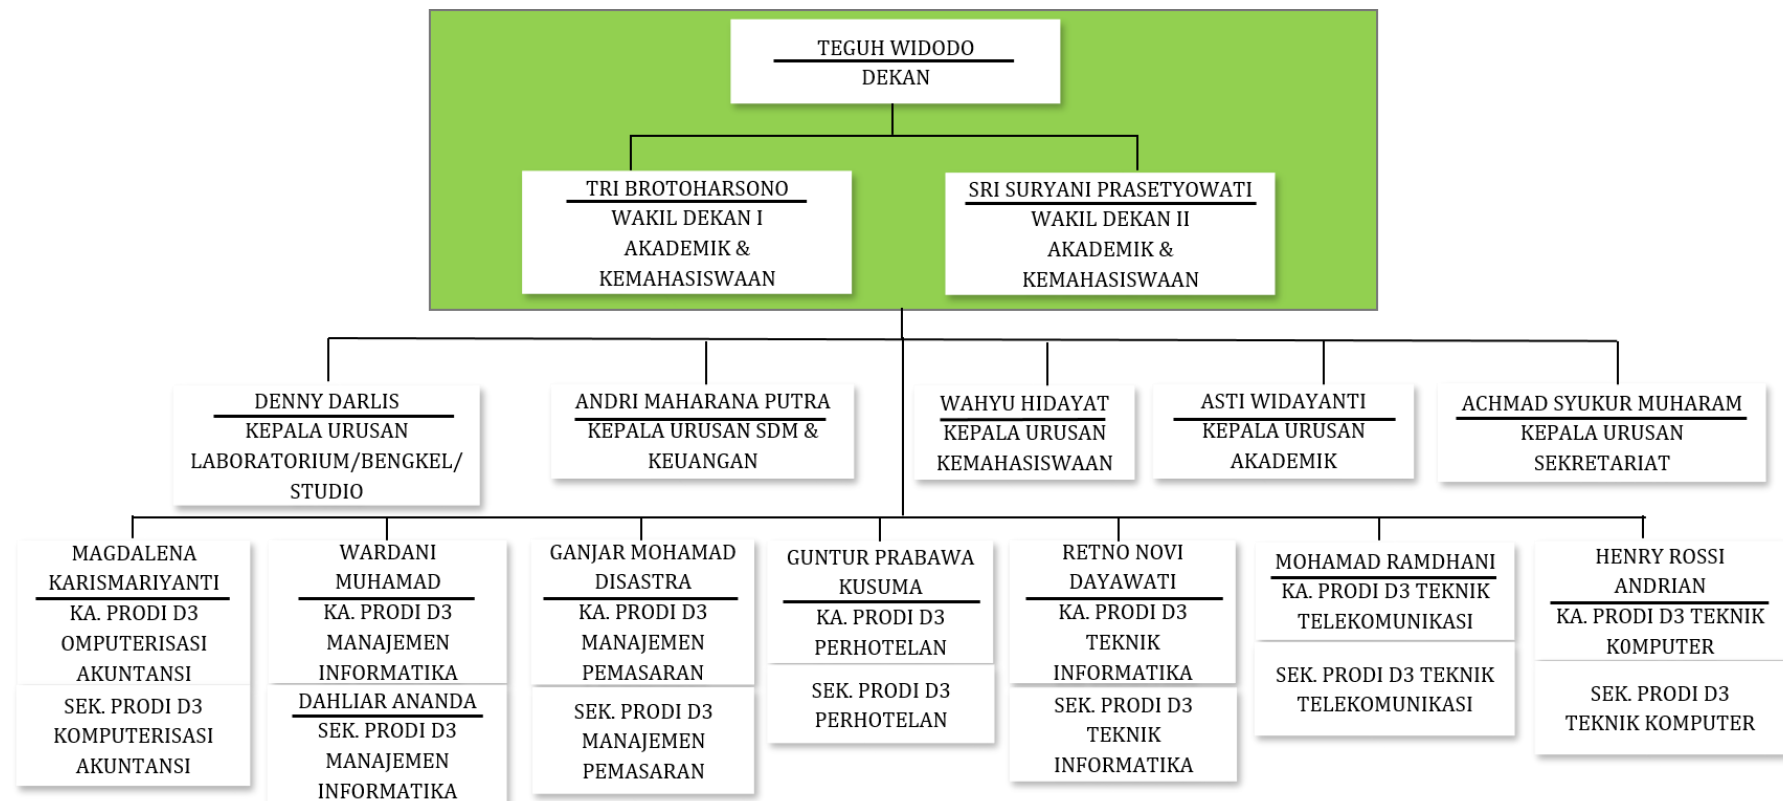 TEGUH WIDODO
DEKAN
TRI BROTOHARSONO
WAKIL DEKAN I
AKADEMIK &
KEMAHASISWAAN
SRI SURYANI PRASETYOWATI
WAKIL DEKAN II
AKADEMIK &
KEMAHASISWAAN
DENNY DARLIS
KEPALA URUSAN
LABORATORIUM/BENGKEL/
STUDIO
ANDRI MAHARANA PUTRA
KEPALA URUSAN SDM &
KEUANGAN
WAHYU HIDAYAT
KEPALA URUSAN
KEMAHASISWAAN
ASTI WIDAYANTI
KEPALA URUSAN
AKADEMIK
ACHMAD SYUKUR MUHARAM
KEPALA URUSAN
SEKRETARIAT
MAGDALENA
KARISMARIYANTI
KA. PRODI D3
OMPUTERISASI
AKUNTANSI
SEK. PRODI D3
KOMPUTERISASI
AKUNTANSI
WARDANI
MUHAMAD
KA. PRODI D3
MANAJEMEN
INFORMATIKA
DAHLIAR ANANDA
SEK. PRODI D3
MANAJEMEN
INFORMATIKA
GANJAR MOHAMAD
DISASTRA
KA. PRODI D3
MANAJEMEN
PEMASARAN
SEK. PRODI D3
MANAJEMEN
PEMASARAN
GUNTUR PRABAWA
KUSUMA
KA. PRODI D3
PERHOTELAN
SEK. PRODI D3
PERHOTELAN
RETNO NOVI
DAYAWATI
KA. PRODI D3
TEKNIK
INFORMATIKA
SEK. PRODI D3
TEKNIK
INFORMATIKA
MOHAMAD RAMDHANI
KA. PRODI D3 TEKNIK
TELEKOMUNIKASI
SEK. PRODI D3 TEKNIK
TELEKOMUNIKASI
HENRY ROSSI
ANDRIAN
KA. PRODI D3 TEKNIK
K0MPUTER
SEK. PRODI D3
TEKNIK KOMPUTER